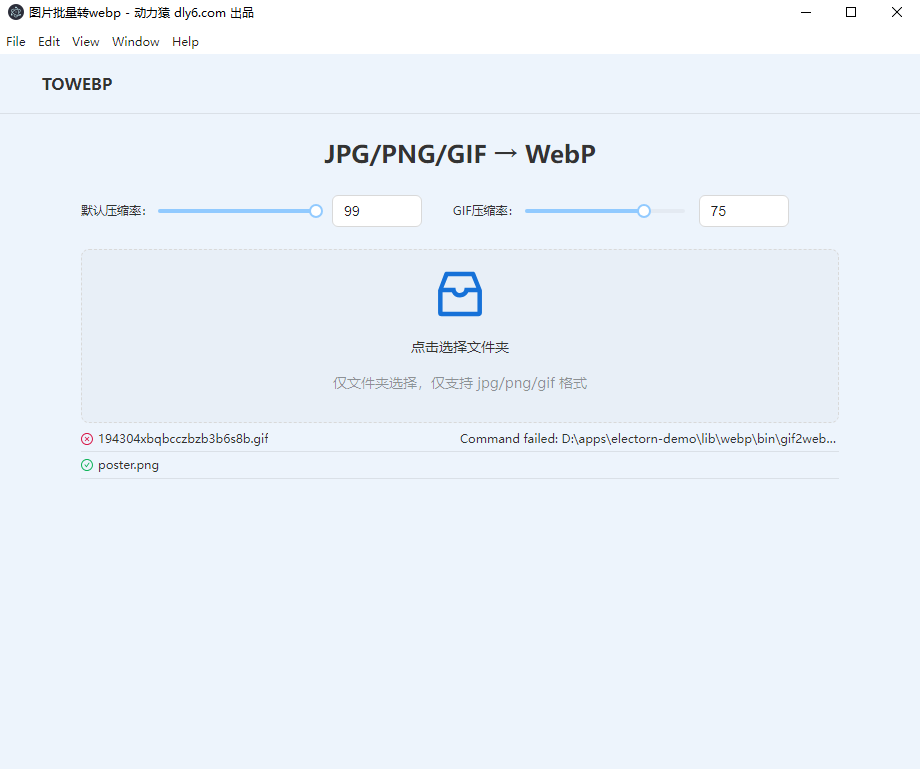 图片批量转webp - 动力猿 dly6.com 出品
File Edit View Window Help
TOWEBP
JPG/PNG/GIF → WebP
默认压缩率: 99 GIF压缩率: 75
点击选择文件夹
仅文件夹选择，仅支持 jpg/png/gif 格式
194304xbqbcczbzb3b6s8b.gif Command failed: D:\apps\electorn-demo\lib\webp\bin\gif2web...
poster.png